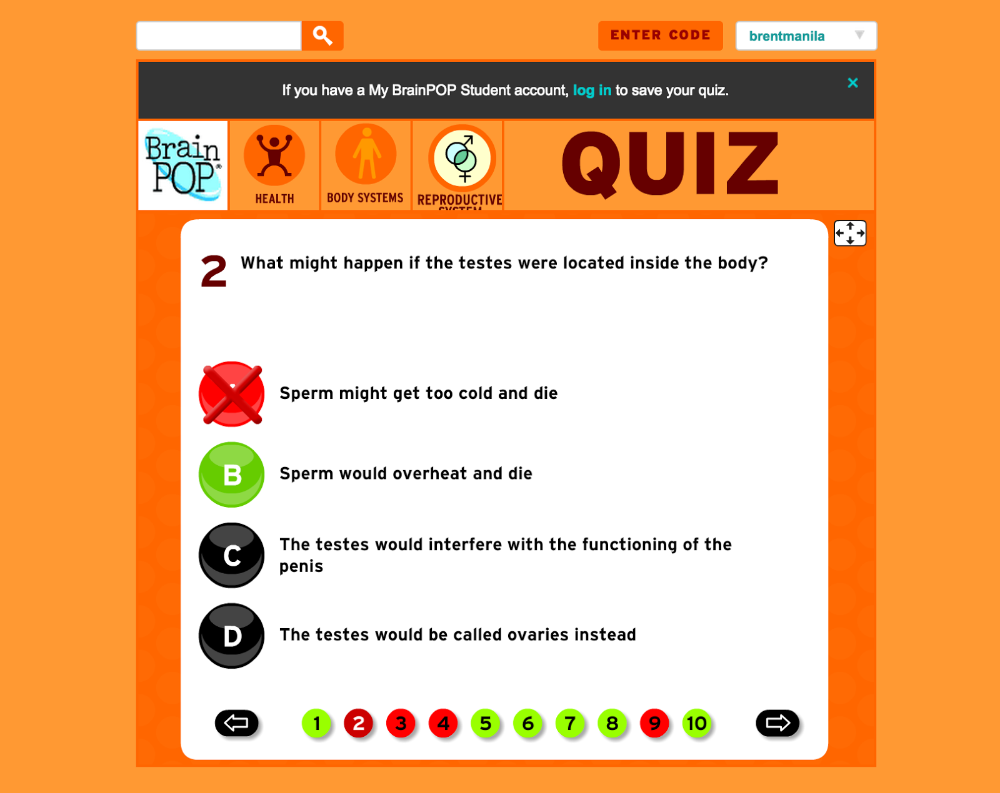 ENTER CODE
brentmanila
If you have a My BrainPOP Student account, log in to save your quiz.
Brain
POP®
HEALTH
BODY SYSTEMS
REPRODUCTIVE
SYSTEM
QUIZ
2
What might happen if the testes were located inside the body?
Sperm might get too cold and die
B
Sperm would overheat and die
C
The testes would interfere with the functioning of the
penis
D
The testes would be called ovaries instead
1 2 3 4 5 6 7 8 9 10